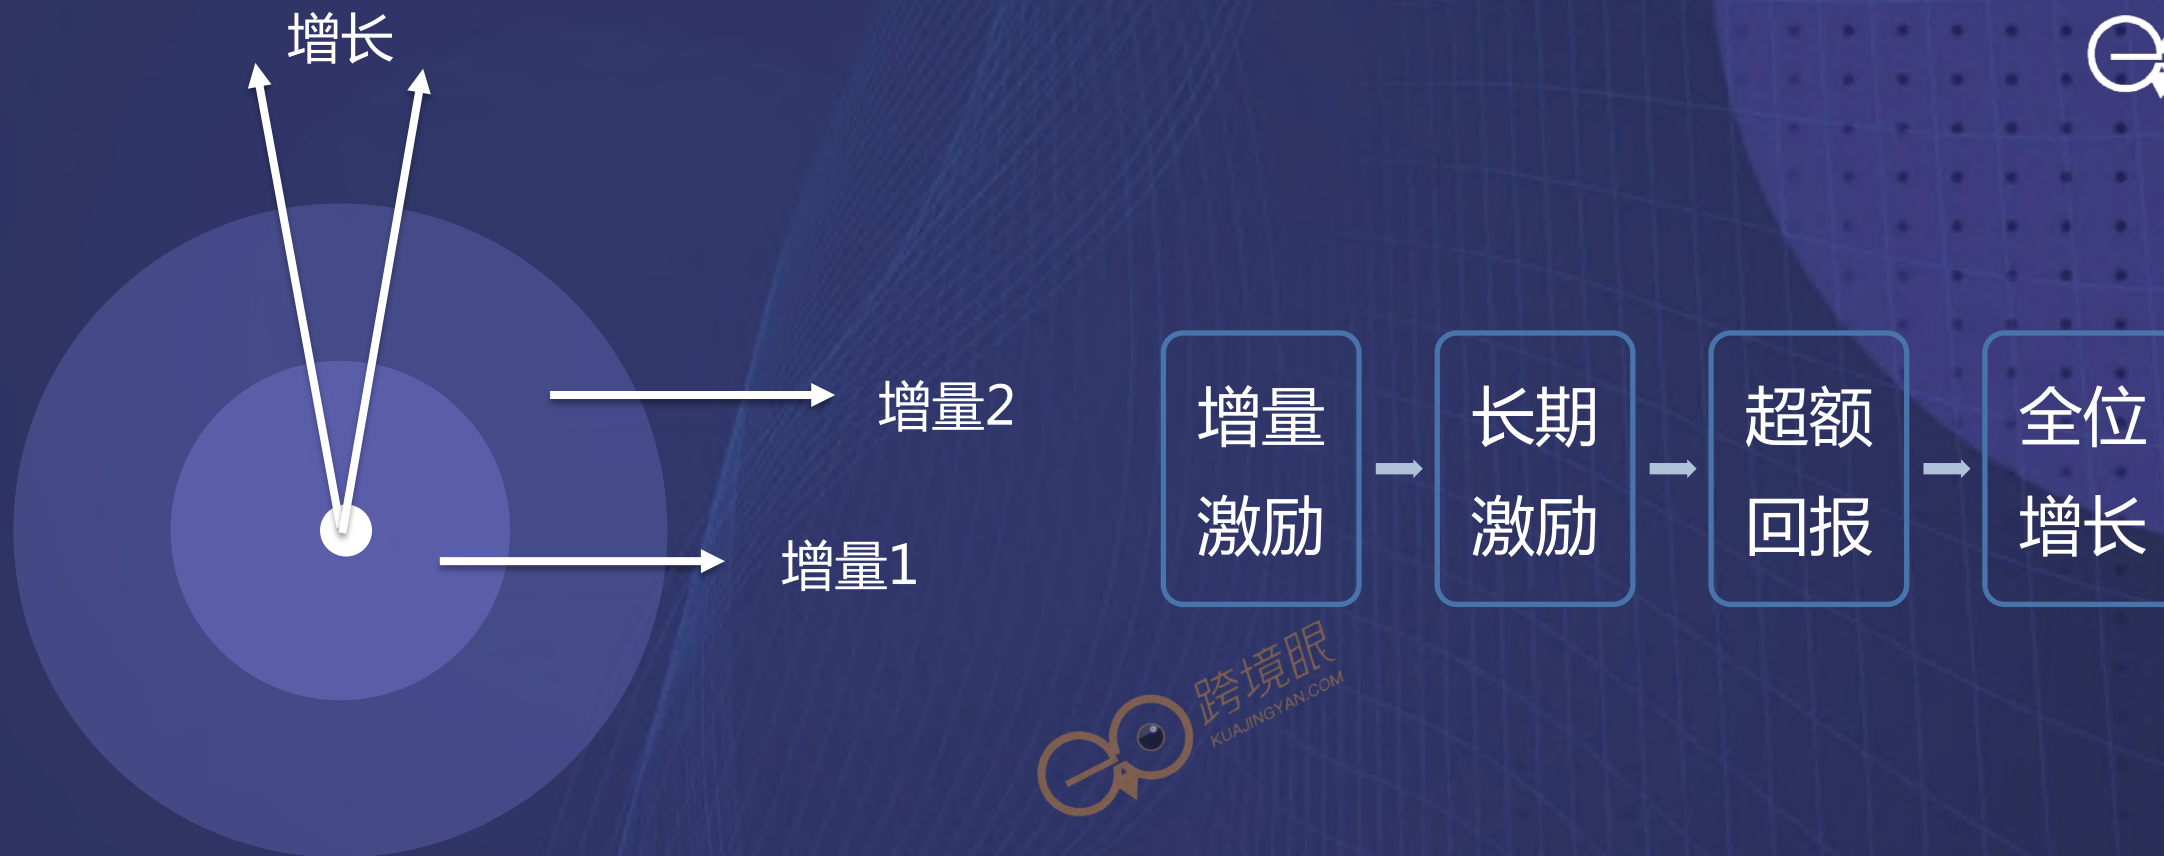 增长
增量2
增量1
增量
激励
长期
激励
超额
回报
全位
增长
跨境眼
KUAJINGYAN.COM